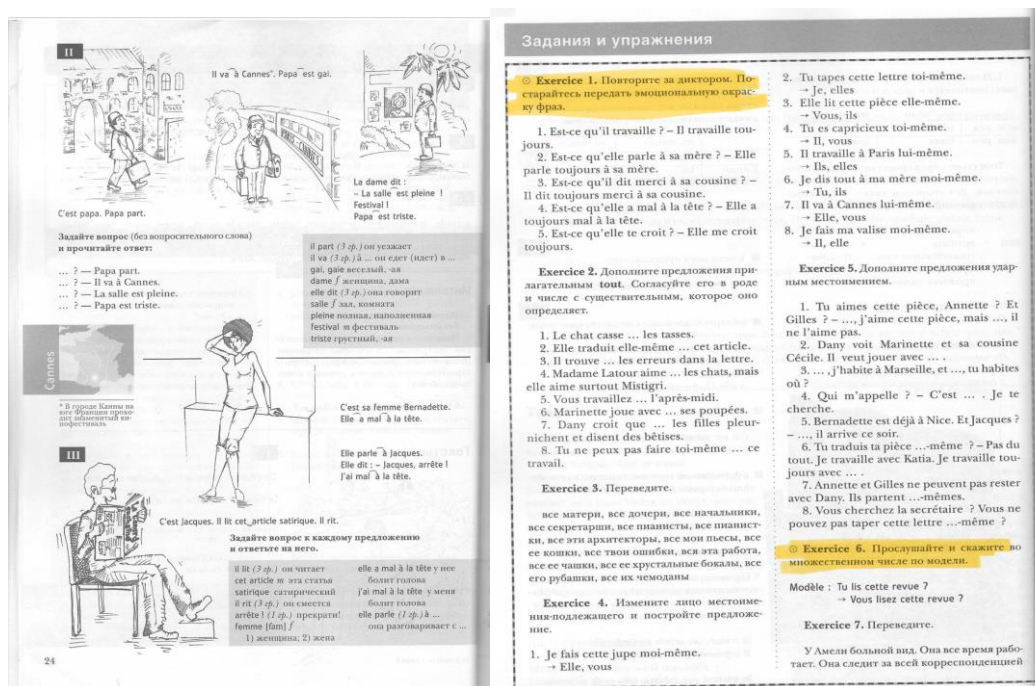 II
Il va à Cannes*. Papa est gai.
C'est papa. Papa part.
La dame dit :
– La salle est pleine !
Festival !
Papa est triste.
Задайте вопрос (без вопросительного слова)
и прочитайте ответ:
... ? — Papa part.
... ? — Il va à Cannes.
... ? — La salle est pleine.
... ? — Papa est triste.
il part (3 гр.) он уезжает
il va (3 гр.) à ... он едет (идет) в ...
gai, gaie веселый, -ая
dame f женщина, дама
elle dit (3 гр.) она говорит
salle f зал, комната
pleine полная, наполненная
festival m фестиваль
triste грустный, -ая
Cannes
* В городе Канны на
юге Франции прохо-
дит знаменитый ки-
нофестиваль
C'est sa femme Bernadette.
Elle a mal à la tête.
III
Elle parle à Jacques.
Elle dit : – Jacques, arrête !
J'ai mal à la tête.
C'est Jacques. Il lit cet article satirique. Il rit.
Задайте вопрос к каждому предложению
и ответьте на него.
il lit (3 гр.) он читает
cet article m эта статья
satirique сатирический
il rit (3 гр.) он смеется
arrête ! (1 гр.) прекрати!
femme [fam] f
1) женщина; 2) жена
elle a mal à la tête у нее
болит голова
j'ai mal à la tête у меня
болит голова
elle parle (1 гр.) à ...
она разговаривает с ...
24
Задания и упражнения
Exercice 1. Повторите за диктором. По-
старайтесь передать эмоциональную окрас-
ку фраз.
1. Est-ce qu'il travaille ? – Il travaille tou-
jours.
2. Est-ce qu'elle parle à sa mère ? – Elle
parle toujours à sa mère.
3. Est-ce qu'il dit merci à sa cousine ? –
Il dit toujours merci à sa cousine.
4. Est-ce qu'elle a mal à la tête ? – Elle a
toujours mal à la tête.
5. Est-ce qu'elle te croit ? – Elle me croit
toujours.
Exercice 2. Дополните предложения при-
лагательным tout. Согласуйте его в роде
и числе с существительным, которое оно
определяет.
1. Le chat casse ... les tasses.
2. Elle traduit elle-même ... cet article.
3. Il trouve ... les erreurs dans la lettre.
4. Madame Latour aime ... les chats, mais
elle aime surtout Mistigri.
5. Vous travaillez ... l'après-midi.
6. Marinette joue avec ... ses poupées.
7. Dany croit que ... les filles pleur-
nichent et disent des bêtises.
8. Tu ne peux pas faire toi-même ... ce
travail.
Exercice 3. Переведите.
все матери, все дочери, все начальники,
все секретарши, все пианисты, все пианист-
ки, все эти архитекторы, все мои пьесы, все
ее кошки, все твои ошибки, вся эта работа,
все ее чашки, все ее хрустальные бокалы, все
его рубашки, все их чемоданы
Exercice 4. Измените лицо местоиме-
ния-подлежащего и постройте предложе-
ние.
1. Je fais cette jupe moi-même.
→ Elle, vous
2. Tu tapes cette lettre toi-même.
→ Je, elles
3. Elle lit cette pièce elle-même.
→ Vous, ils
4. Tu es capricieux toi-même.
→ Il, vous
5. Il travaille à Paris lui-même.
→ Ils, elles
6. Je dis tout à ma mère moi-même.
→ Tu, ils
7. Il va à Cannes lui-même.
→ Elle, vous
8. Je fais ma valise moi-même.
→ Il, elle
Exercice 5. Дополните предложения удар-
ным местоимением.
1. Tu aimes cette pièce, Annette ? Et
Gilles ? – ..., j'aime cette pièce, mais ..., il
ne l'aime pas.
2. Dany voit Marinette et sa cousine
Cécile. Il veut jouer avec ... .
3. ... , j'habite à Marseille, et ..., tu habites
où ?
4. Qui m'appelle ? – C'est ... . Je te
cherche.
5. Bernadette est déjà à Nice. Et Jacques ?
– ..., il arrive ce soir.
6. Tu traduis ta pièce ...-même ? – Pas du
tout. Je travaille avec Katia. Je travaille tou-
jours avec ... .
7. Annette et Gilles ne peuvent pas rester
avec Dany. Ils partent ...-mêmes.
8. Vous cherchez la secrétaire ? Vous ne
pouvez pas taper cette lettre ...-même ?
Exercice 6. Прослушайте и скажите во
множественном числе по модели.
Modèle : Tu lis cette revue ?
→ Vous lisez cette revue ?
Exercice 7. Переведите.
У Амели больной вид. Она все время рабо-
тает. Она следит за всей корреспонденцией